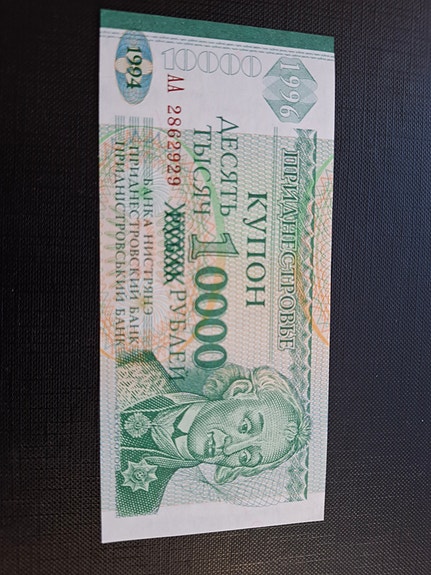 1996
ПРИДНЕСТРОВЬЕ
10000
КУПОН
ДЕСЯТЬ 10000
ТЫСЯЧ РУБЛЕЙ
АА 2862929
1994
БАНКА НИСТРЯНЭ
ПРИДНЕСТРОВСКИЙ БАНК
ПРИДНІСТРОВСЬКИЙ БАНК